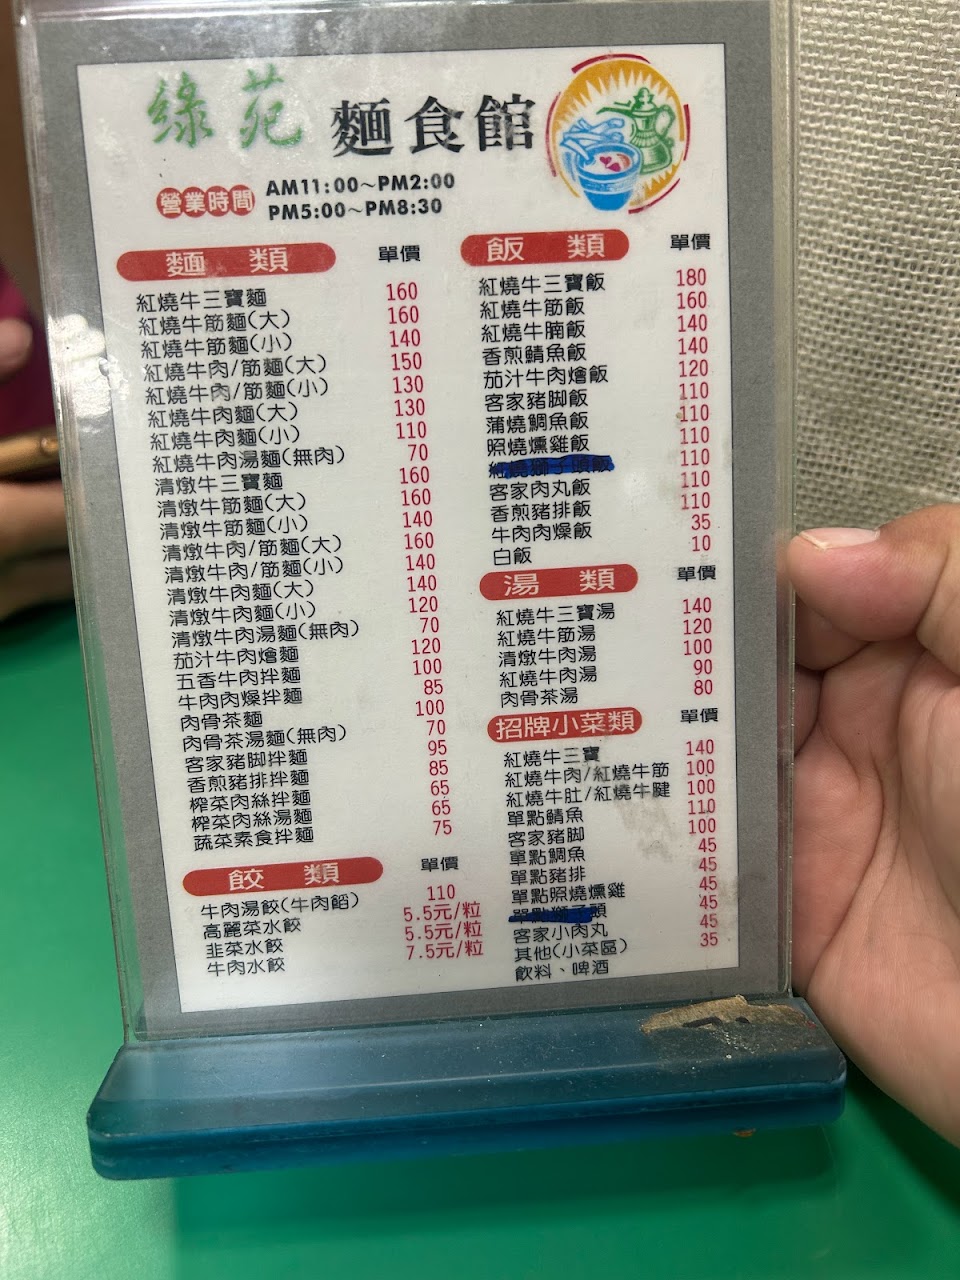 綠苑 麵食館
營業時間 AM11:00~PM2:00
PM5:00~PM8:30
麵 類 單價
紅燒牛三寶麵 160
紅燒牛筋麵(大) 160
紅燒牛筋麵(小) 140
紅燒牛肉/筋麵(大) 150
紅燒牛肉/筋麵(小) 130
紅燒牛肉麵(大) 130
紅燒牛肉麵(小) 110
紅燒牛肉湯麵(無肉) 70
清燉牛三寶麵 160
清燉牛筋麵(大) 160
清燉牛筋麵(小) 140
清燉牛肉/筋麵(大) 160
清燉牛肉/筋麵(小) 140
清燉牛肉麵(大) 140
清燉牛肉麵(小) 120
清燉牛肉湯麵(無肉) 70
茄汁牛肉燴麵 120
五香牛肉拌麵 100
牛肉肉燥拌麵 85
肉骨茶麵 100
肉骨茶湯麵(無肉) 70
客家豬脚拌麵 95
香煎豬排拌麵 85
榨菜肉絲拌麵 65
榨菜肉絲湯麵 65
蔬菜素食拌麵 75
餃 類 單價
牛肉湯餃(牛肉餡) 110
高麗菜水餃 5.5元/粒
韭菜水餃 5.5元/粒
牛肉水餃 7.5元/粒
飯 類 單價
紅燒牛三寶飯 180
紅燒牛筋飯 160
紅燒牛腩飯 140
香煎鯖魚飯 140
茄汁牛肉燴飯 120
客家豬脚飯 110
蒲燒鯛魚飯 110
照燒燻雞飯 110
紅燒獅子頭飯 110
客家肉丸飯 110
香煎豬排飯 110
牛肉肉燥飯 35
白飯 10
湯 類 單價
紅燒牛三寶湯 140
紅燒牛筋湯 120
清燉牛肉湯 100
紅燒牛肉湯 90
肉骨茶湯 80
招牌小菜類 單價
紅燒牛三寶 140
紅燒牛肉/紅燒牛筋 100
紅燒牛肚/紅燒牛腱 100
單點鯖魚 110
客家豬脚 100
單點鯛魚 45
單點豬排 45
單點照燒燻雞 45
單點獅子頭 45
客家小肉丸 45
其他(小菜區) 35
飲料、啤酒